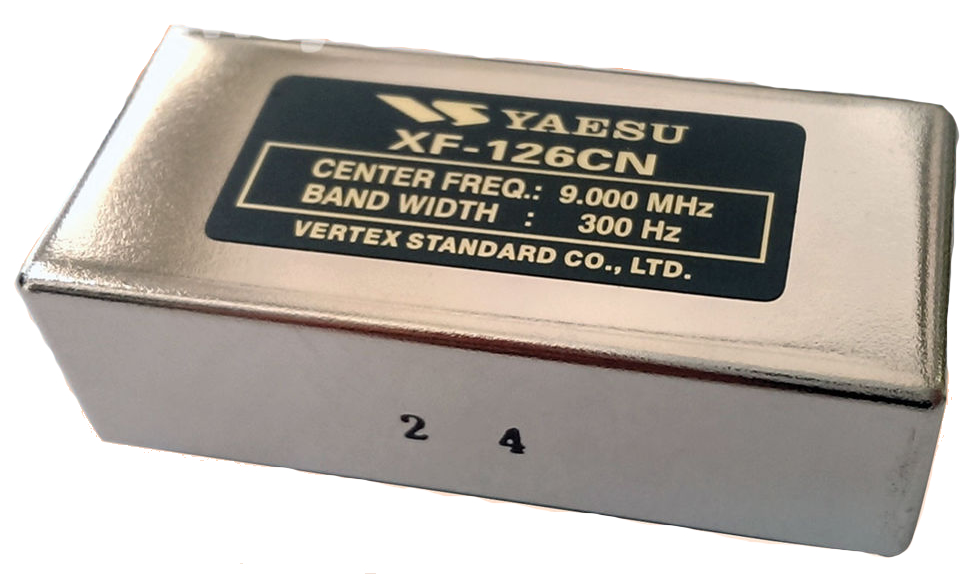 YAESU
XF-126CN
CENTER FREQ.: 9.000 MHz
BAND WIDTH : 300 Hz
VERTEX STANDARD CO., LTD.
2 4